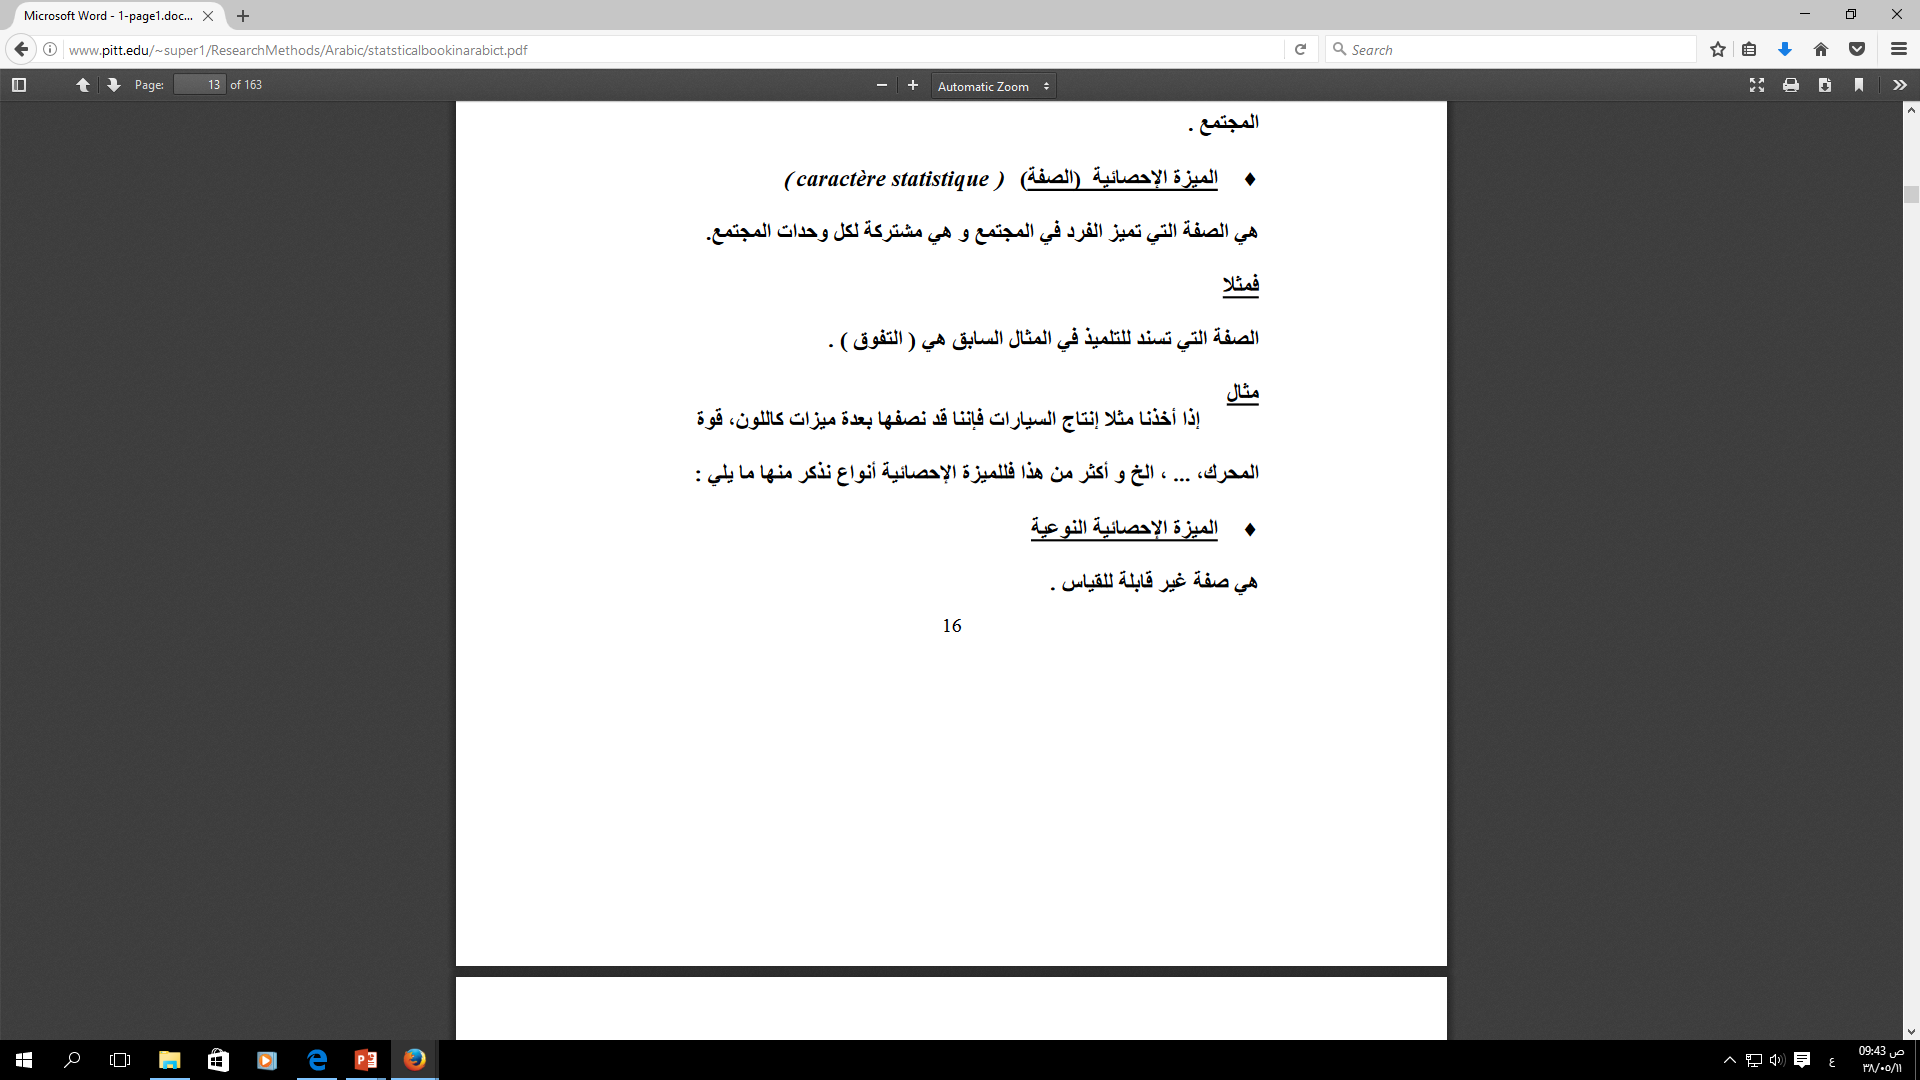 Microsoft Word - 1-page1.doc...
www.pitt.edu/~super1/ResearchMethods/Arabic/statsticalbookinarabict.pdf
Search
Page: 13 of 163
Automatic Zoom
المجتمع .
♦ الميزة الإحصائية (الصفة) ( caractère statistique )
هي الصفة التي تميز الفرد في المجتمع و هي مشتركة لكل وحدات المجتمع.
فمثلا
الصفة التي تسند للتلميذ في المثال السابق هي ( التفوق ) .
مثال
إذا أخذنا مثلا إنتاج السيارات فإننا قد نصفها بعدة ميزات كاللون، قوة
المحرك، ... ، الخ و أكثر من هذا فللميزة الإحصائية أنواع نذكر منها ما يلي :
♦ الميزة الإحصائية النوعية
هي صفة غير قابلة للقياس .
16
ع
09:43 ص
٣٨/٠٥/١١